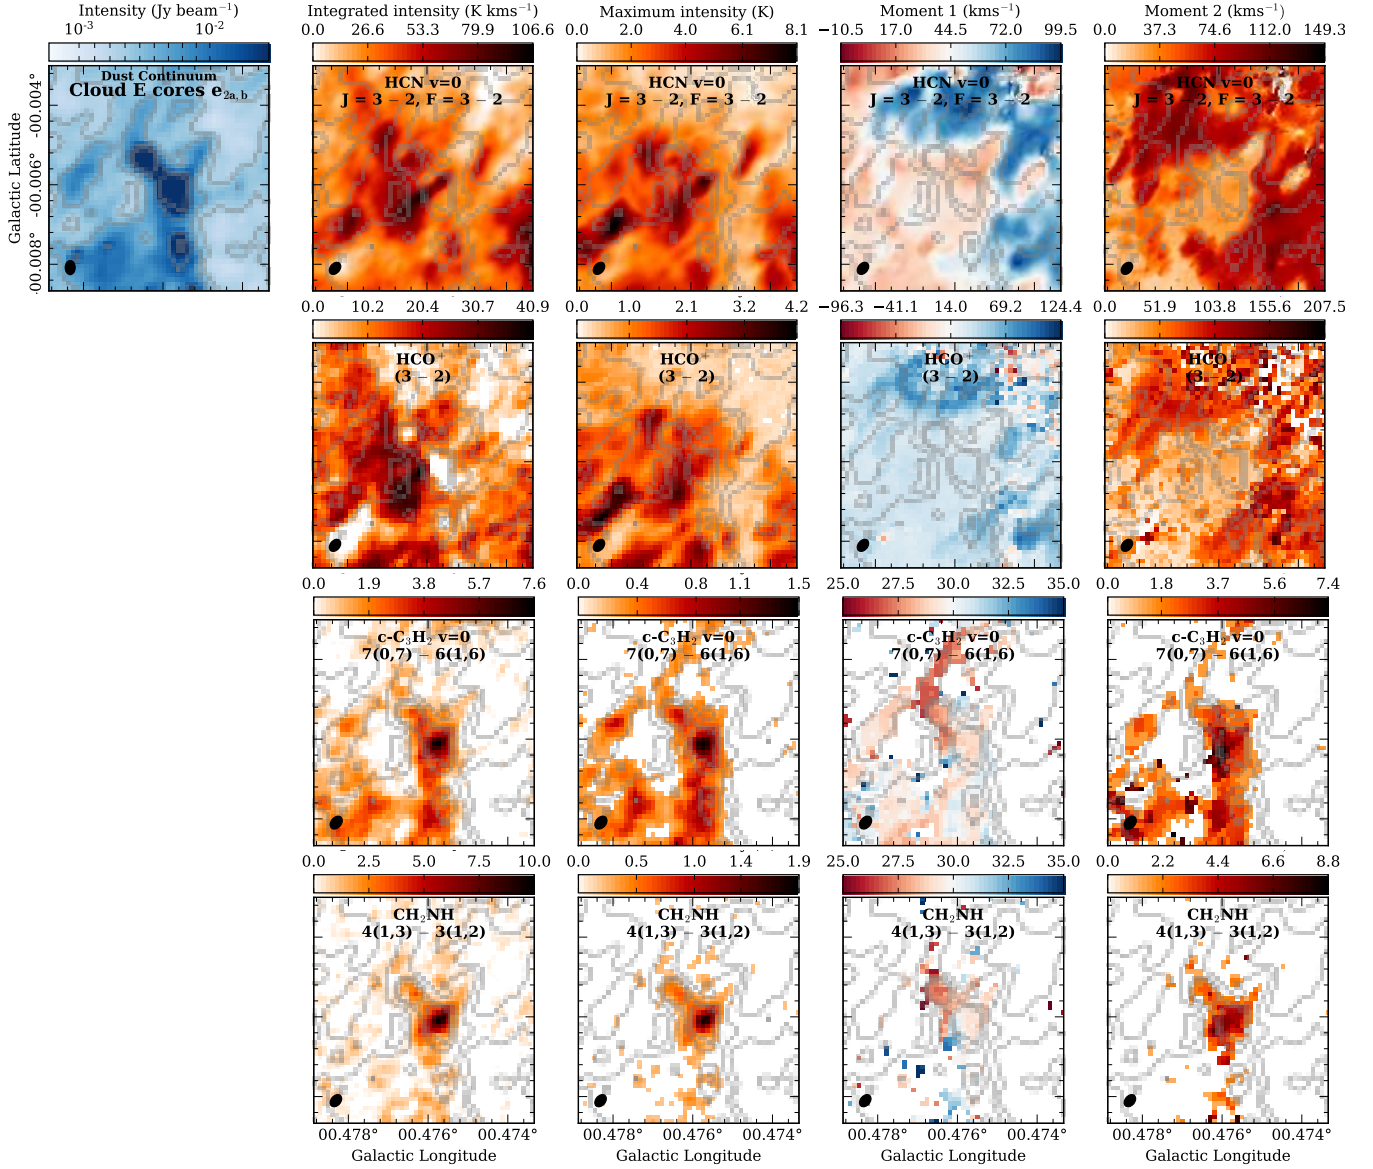 Intensity (Jy beam⁻¹)
10⁻³ 10⁻²
Dust Continuum
Cloud E cores e₂ₐ,ᵦ
Galactic Latitude
-00.004°
-00.006°
-00.008°
Integrated intensity (K kms⁻¹)
0.0 26.6 53.3 79.9 106.6
HCN v=0
J = 3 − 2, F = 3 − 2
Maximum intensity (K)
0.0 2.0 4.0 6.1 8.1
HCN v=0
J = 3 − 2, F = 3 − 2
Moment 1 (kms⁻¹)
−10.5 17.0 44.5 72.0 99.5
HCN v=0
J = 3 − 2, F = 3 − 2
Moment 2 (kms⁻¹)
0.0 37.3 74.6 112.0 149.3
HCN v=0
J = 3 − 2, F = 3 − 2
0.0 10.2 20.4 30.7 40.9
HCO⁺
(3 − 2)
0.0 1.0 2.1 3.2 4.2
HCO⁺
(3 − 2)
−96.3 −41.1 14.0 69.2 124.4
HCO⁺
(3 − 2)
0.0 51.9 103.8 155.6 207.5
HCO⁺
(3 − 2)
0.0 1.9 3.8 5.7 7.6
c-C₃H₂ v=0
7(0,7) − 6(1,6)
0.0 0.4 0.8 1.1 1.5
c-C₃H₂ v=0
7(0,7) − 6(1,6)
25.0 27.5 30.0 32.5 35.0
c-C₃H₂ v=0
7(0,7) − 6(1,6)
0.0 1.8 3.7 5.6 7.4
c-C₃H₂ v=0
7(0,7) − 6(1,6)
0.0 2.5 5.0 7.5 10.0
CH₂NH
4(1,3) − 3(1,2)
0.0 0.5 1.0 1.4 1.9
CH₂NH
4(1,3) − 3(1,2)
25.0 27.5 30.0 32.5 35.0
CH₂NH
4(1,3) − 3(1,2)
0.0 2.2 4.4 6.6 8.8
CH₂NH
4(1,3) − 3(1,2)
00.478° 00.476° 00.474°
Galactic Longitude
00.478° 00.476° 00.474°
Galactic Longitude
00.478° 00.476° 00.474°
Galactic Longitude
00.478° 00.476° 00.474°
Galactic Longitude